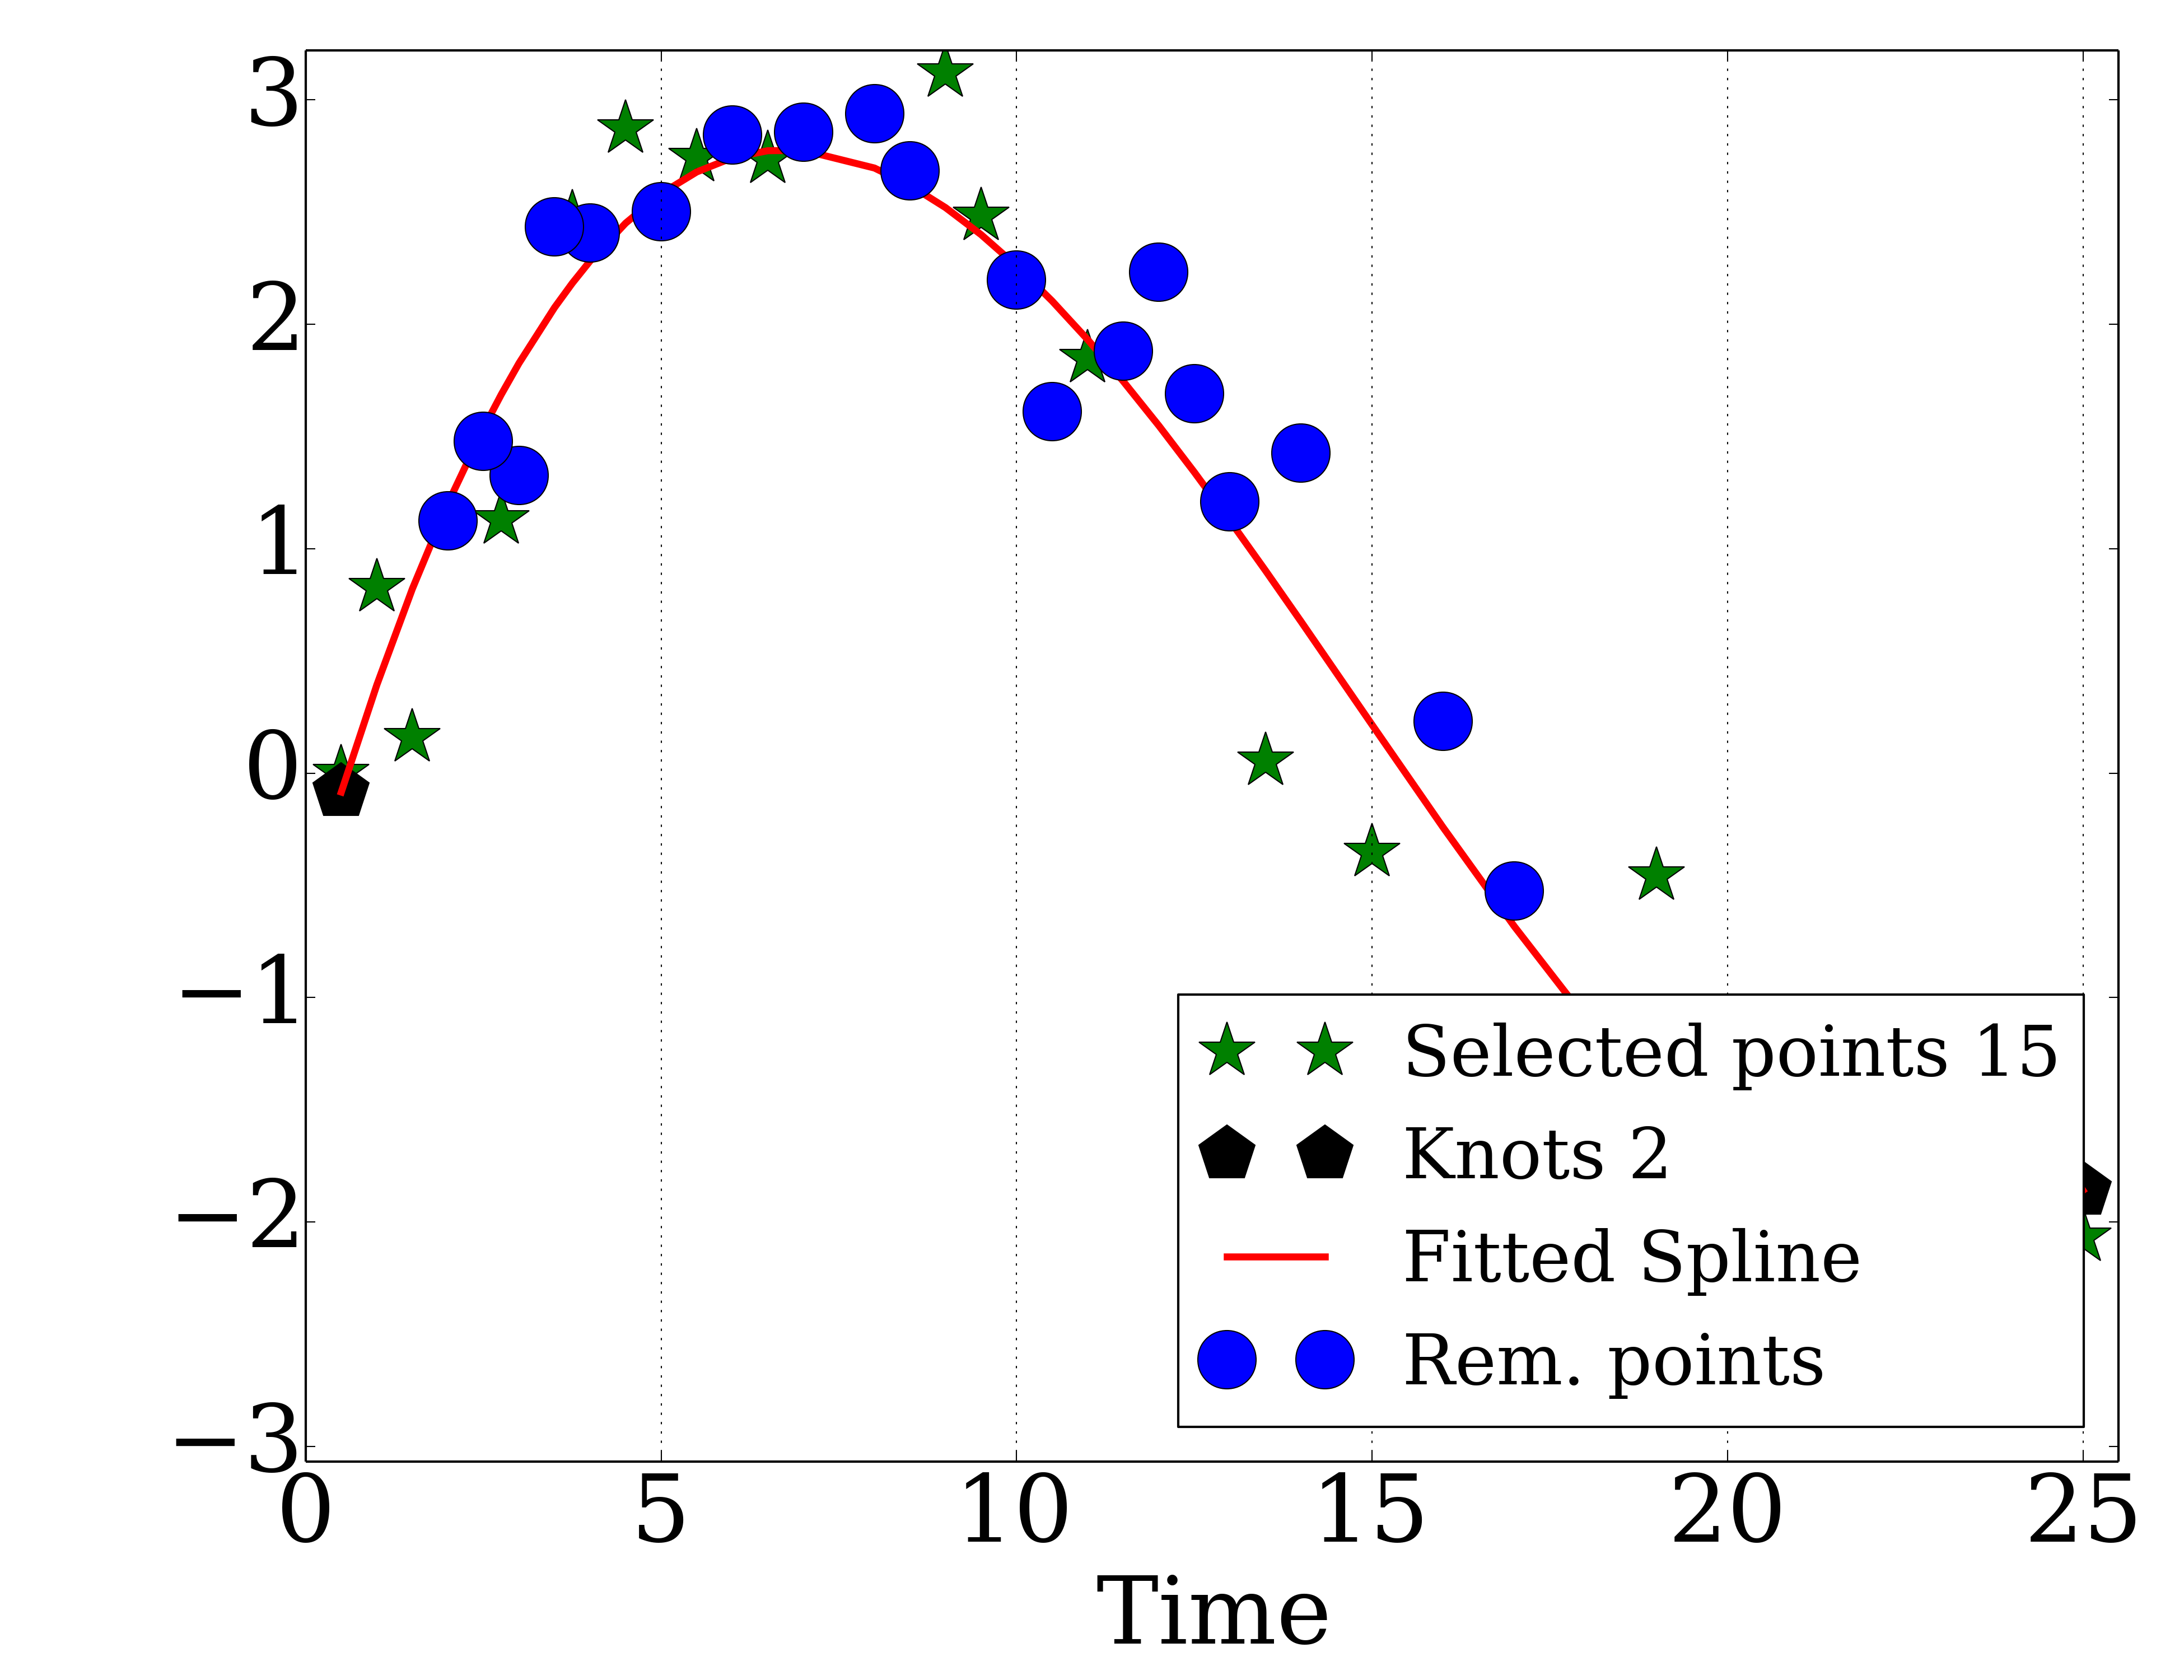 3
2
1
0
−1
−2
−3
0 5 10 15 20 25
Time
Selected points 15
Knots 2
Fitted Spline
Rem. points